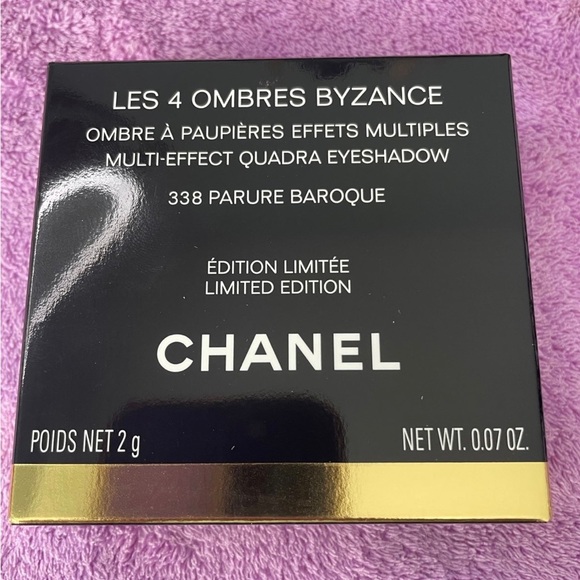 LES 4 OMBRES BYZANCE
OMBRE À PAUPIÈRES EFFETS MULTIPLES
MULTI-EFFECT QUADRA EYESHADOW
338 PARURE BAROQUE
ÉDITION LIMITÉE
LIMITED EDITION
CHANEL
POIDS NET 2 g NET WT. 0.07 OZ.